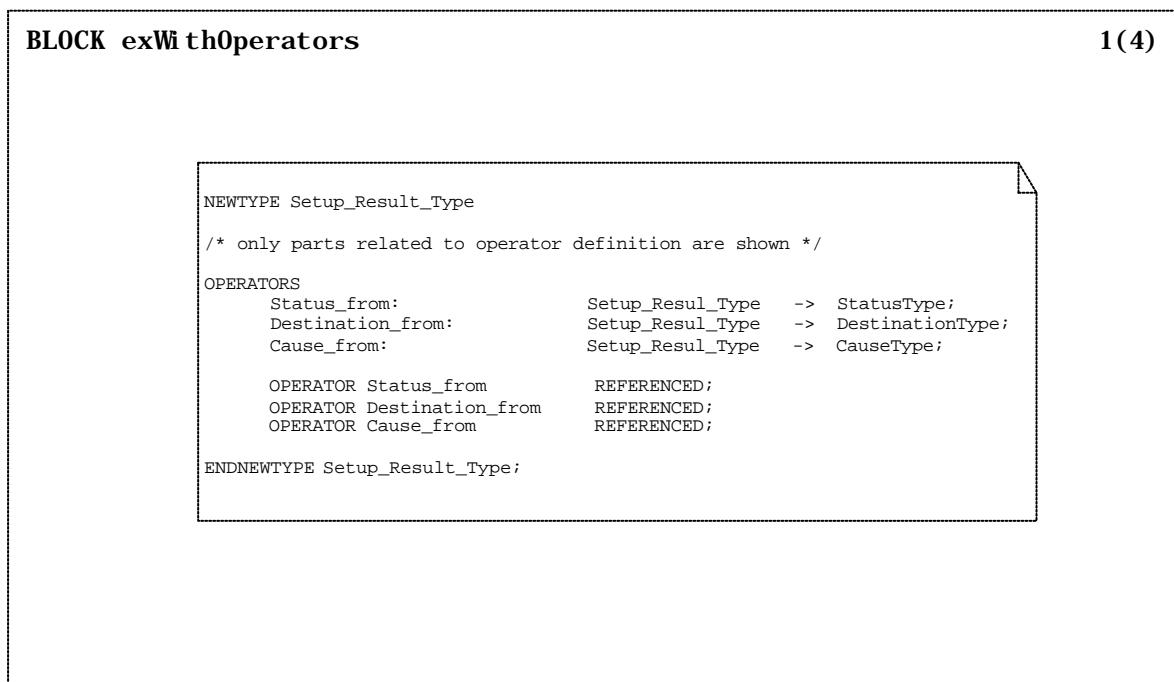 BLOCK exWithOperators 1(4)
NEWTYPE Setup_Result_Type
/* only parts related to operator definition are shown */
OPERATORS
Status_from: Setup_Resul_Type -> StatusType;
Destination_from: Setup_Resul_Type -> DestinationType;
Cause_from: Setup_Resul_Type -> CauseType;
OPERATOR Status_from REFERENCED;
OPERATOR Destination_from REFERENCED;
OPERATOR Cause_from REFERENCED;
ENDNEWTYPE Setup_Result_Type;